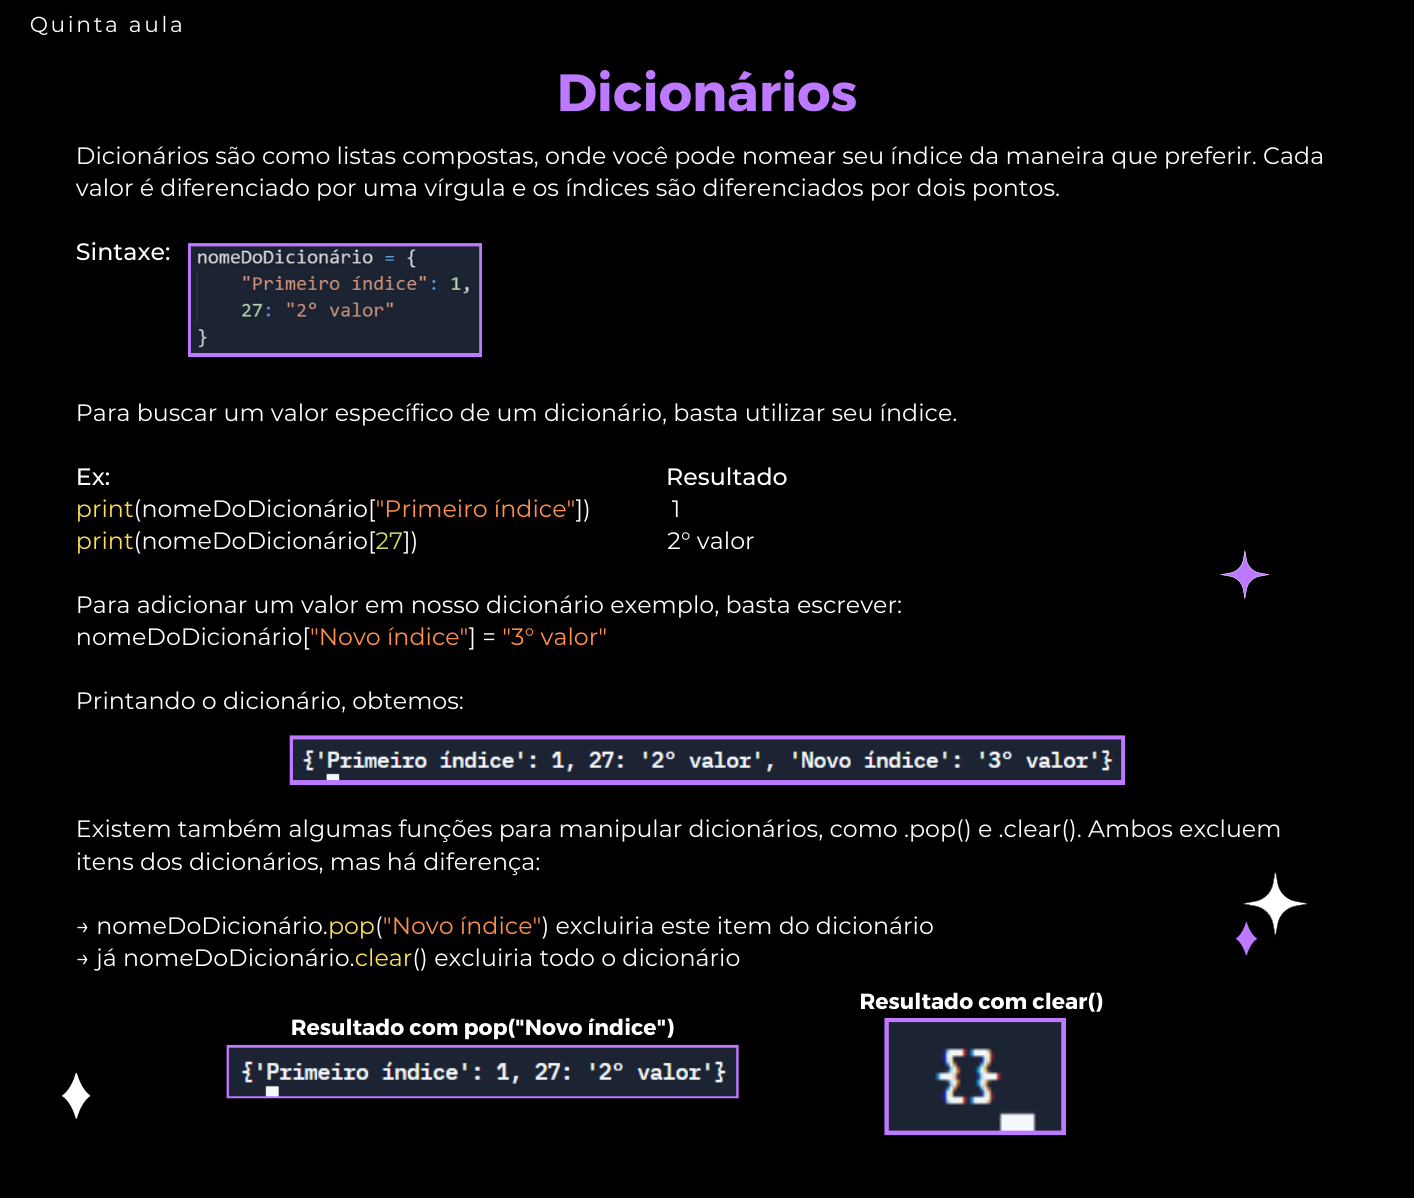 Quinta aula
Dicionários
Dicionários são como listas compostas, onde você pode nomear seu índice da maneira que preferir. Cada
valor é diferenciado por uma vírgula e os índices são diferenciados por dois pontos.
Sintaxe:
nomeDoDicionário = {
"Primeiro índice": 1,
27: "2º valor"
}
Para buscar um valor específico de um dicionário, basta utilizar seu índice.
Ex: Resultado
print(nomeDoDicionário["Primeiro índice"]) 1
print(nomeDoDicionário[27]) 2º valor
Para adicionar um valor em nosso dicionário exemplo, basta escrever:
nomeDoDicionário["Novo índice"] = "3º valor"
Printando o dicionário, obtemos:
{'Primeiro índice': 1, 27: '2º valor', 'Novo índice': '3º valor'}
Existem também algumas funções para manipular dicionários, como .pop() e .clear(). Ambos excluem
itens dos dicionários, mas há diferença:
→ nomeDoDicionário.pop("Novo índice") excluiria este item do dicionário
→ já nomeDoDicionário.clear() excluiria todo o dicionário
Resultado com pop("Novo índice")
{'Primeiro índice': 1, 27: '2º valor'}
Resultado com clear()
{}